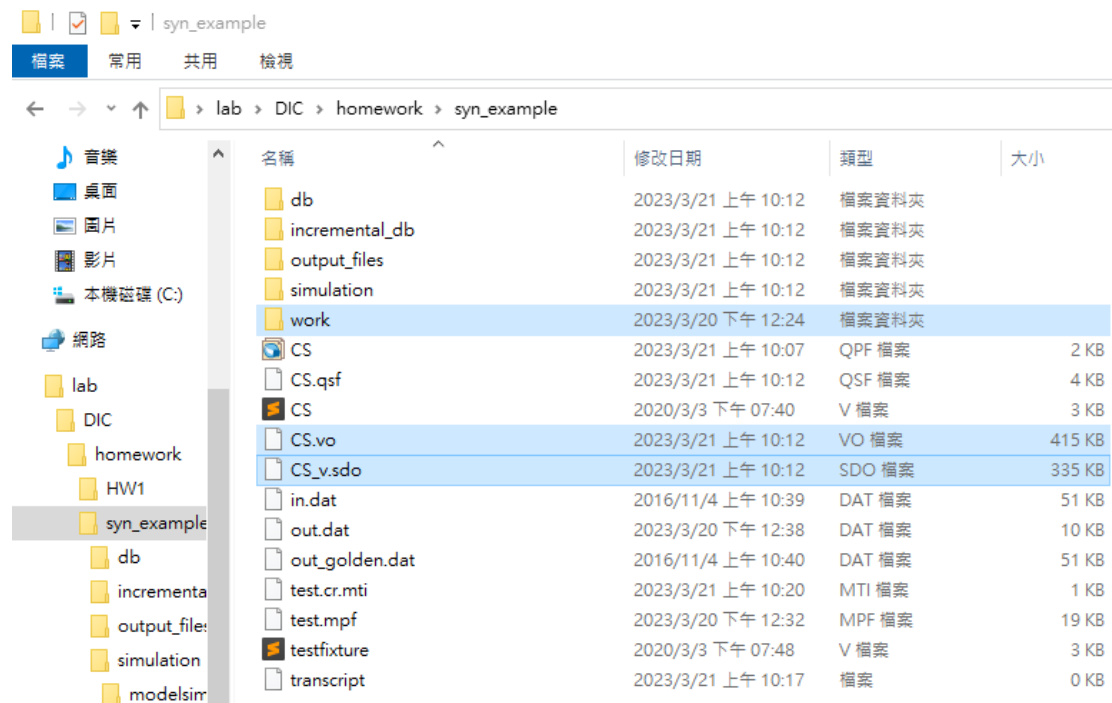 syn_example
檔案 常用 共用 檢視
lab > DIC > homework > syn_example
音樂
桌面
圖片
影片
本機磁碟 (C:)
網路
lab
DIC
homework
HW1
syn_example
db
incrementa
output_files
simulation
modelsim
名稱 修改日期 類型 大小
db 2023/3/21 上午 10:12 檔案資料夾
incremental_db 2023/3/21 上午 10:12 檔案資料夾
output_files 2023/3/21 上午 10:12 檔案資料夾
simulation 2023/3/21 上午 10:12 檔案資料夾
work 2023/3/20 下午 12:24 檔案資料夾
CS 2023/3/21 上午 10:07 QPF 檔案 2 KB
CS.qsf 2023/3/21 上午 10:12 QSF 檔案 4 KB
CS 2020/3/3 下午 07:40 V 檔案 3 KB
CS.vo 2023/3/21 上午 10:12 VO 檔案 415 KB
CS_v.sdo 2023/3/21 上午 10:12 SDO 檔案 335 KB
in.dat 2016/11/4 上午 10:39 DAT 檔案 51 KB
out.dat 2023/3/20 下午 12:38 DAT 檔案 10 KB
out_golden.dat 2016/11/4 上午 10:40 DAT 檔案 51 KB
test.cr.mti 2023/3/21 上午 10:20 MTI 檔案 1 KB
test.mpf 2023/3/20 下午 12:32 MPF 檔案 19 KB
testfixture 2020/3/3 下午 07:48 V 檔案 3 KB
transcript 2023/3/21 上午 10:17 檔案 0 KB